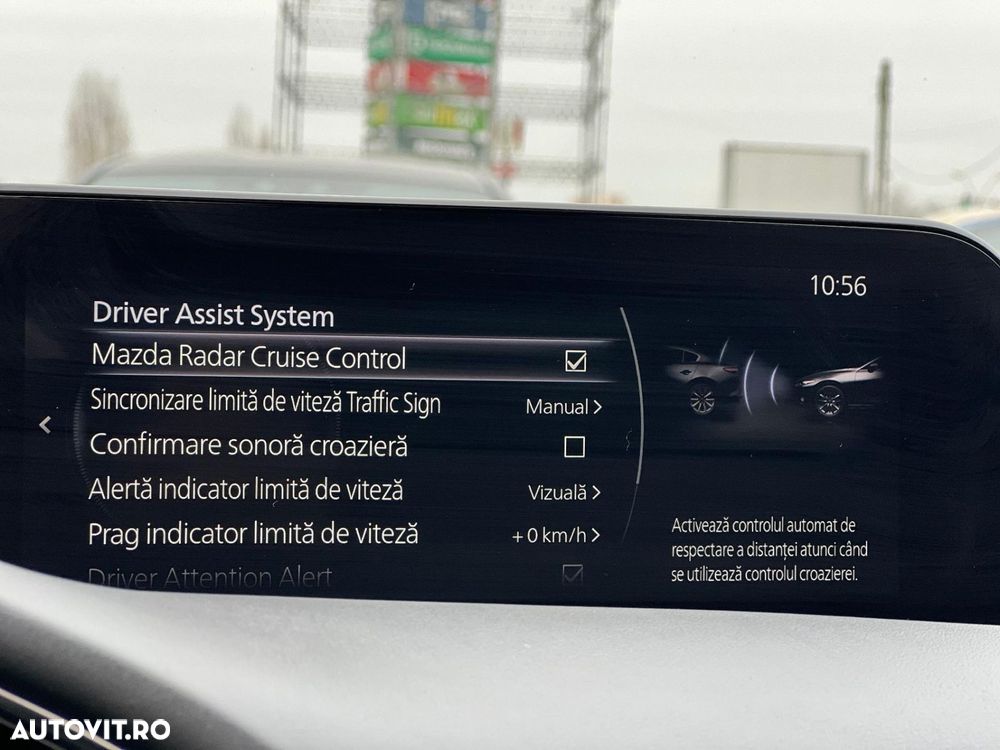 10:56
Driver Assist System
Mazda Radar Cruise Control
Sincronizare limită de viteză Traffic Sign Manual
Confirmare sonoră croazieră
Alertă indicator limită de viteză Vizuală
Prag indicator limită de viteză +0 km/h
Driver Attention Alert
Activează controlul automat de
respectare a distanței atunci când
se utilizează controlul croazierei.
AUTOVIT.RO